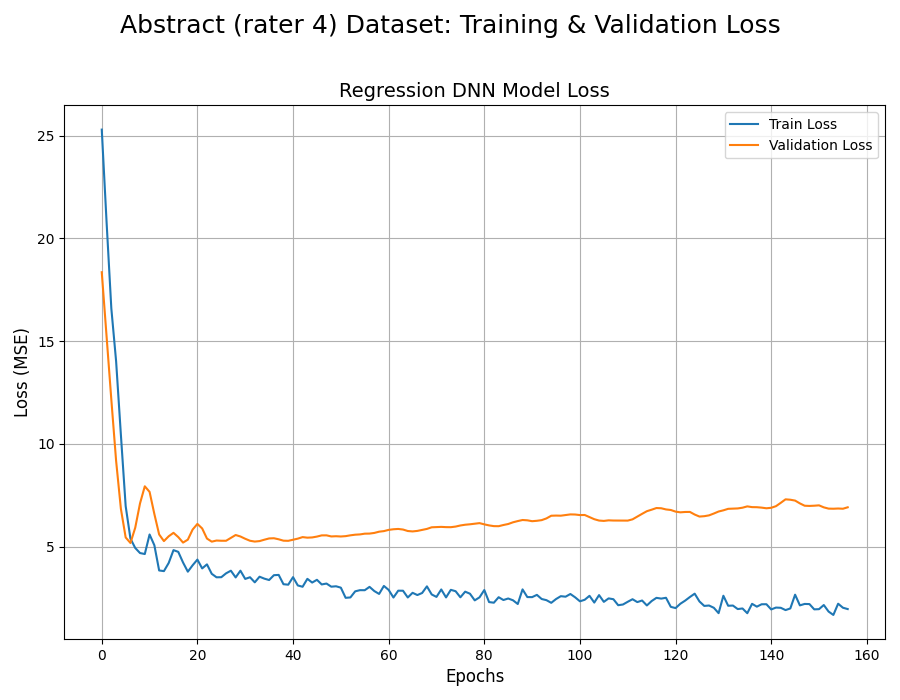 Abstract (rater 4) Dataset: Training & Validation Loss
Regression DNN Model Loss
Train Loss
Validation Loss
Loss (MSE)
25
20
15
10
5
0
20
40
60
80
100
120
140
160
Epochs